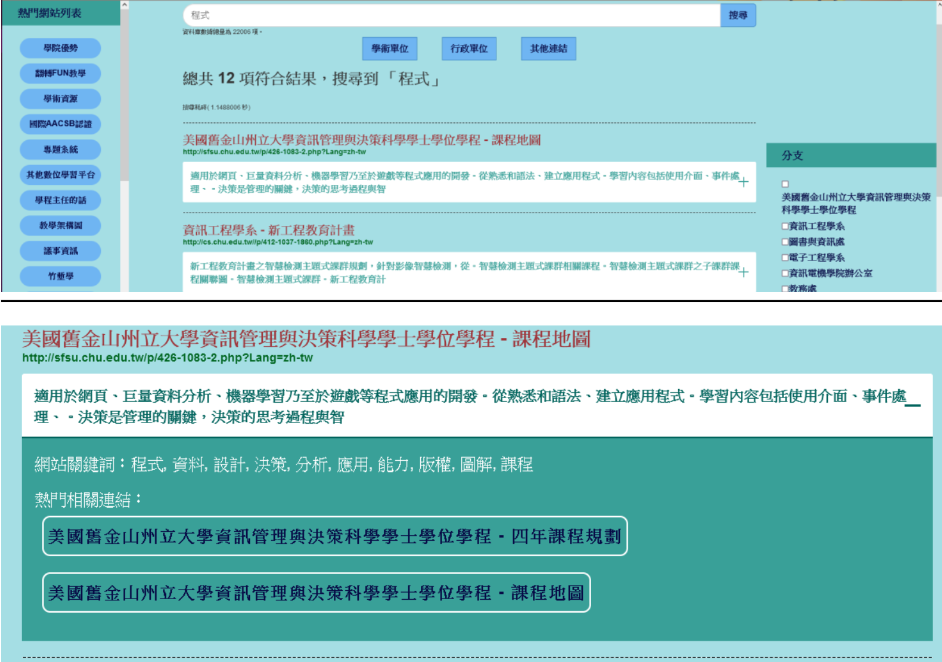 熱門網站列表
學院優勢
翻轉FUN教學
學術資源
國際AACSB認證
專題系統
其他數位學習平台
學程主任的話
教學架構圖
議事資訊
竹塹學
程式
搜尋
資料庫數據總量為 22006 項。
學術單位
行政單位
其他連結
總共 12 項符合結果，搜尋到「程式」
搜尋耗時( 1.1488006 秒)
美國舊金山州立大學資訊管理與決策科學學士學位學程 - 課程地圖
http://sfsu.chu.edu.tw/p/426-1083-2.php?Lang=zh-tw
適用於網頁、巨量資料分析、機器學習乃至於遊戲等程式應用的開發。從熟悉和語法、建立應用程式。學習內容包括使用介面、事件處
理、。決策是管理的關鍵，決策的思考過程與智
資訊工程學系 - 新工程教育計畫
http://cs.chu.edu.tw//p/412-1037-1860.php?Lang=zh-tw
新工程教育計畫之智慧檢測主題式課群規劃。針對影像智慧檢測，從。智慧檢測主題式課群相關課程。智慧檢測主題式課群之子課群課
程關聯圖。智慧檢測主題式課群。新工程教育計
分支
美國舊金山州立大學資訊管理與決策
科學學士學位學程
資訊工程學系
圖書與資訊處
電子工程學系
資訊電機學院辦公室
教務處
美國舊金山州立大學資訊管理與決策科學學士學位學程 - 課程地圖
http://sfsu.chu.edu.tw/p/426-1083-2.php?Lang=zh-tw
適用於網頁、巨量資料分析、機器學習乃至於遊戲等程式應用的開發。從熟悉和語法、建立應用程式。學習內容包括使用介面、事件處
理、。決策是管理的關鍵，決策的思考過程與智
網站關鍵詞：程式, 資料, 設計, 決策, 分析, 應用, 能力, 版權, 圖解, 課程
熱門相關連結：
美國舊金山州立大學資訊管理與決策科學學士學位學程 - 四年課程規劃
美國舊金山州立大學資訊管理與決策科學學士學位學程 - 課程地圖